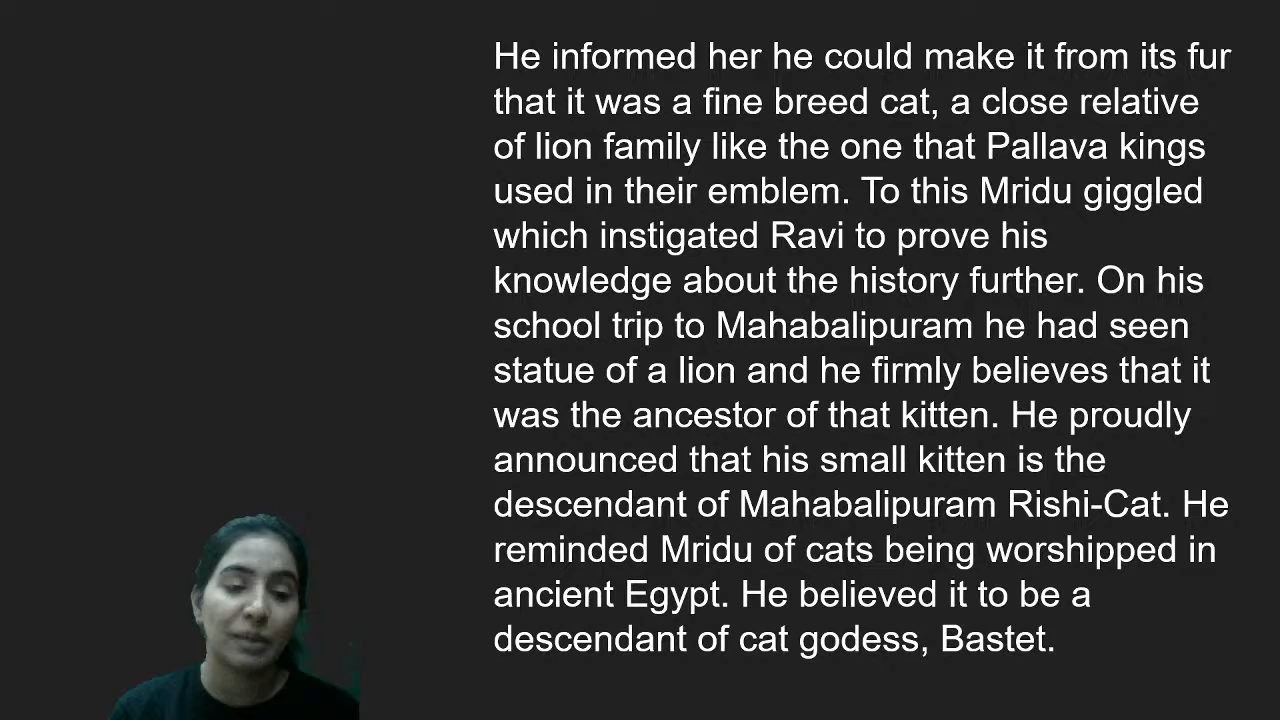 He informed her he could make it from its fur
that it was a fine breed cat, a close relative
of lion family like the one that Pallava kings
used in their emblem. To this Mridu giggled
which instigated Ravi to prove his
knowledge about the history further. On his
school trip to Mahabalipuram he had seen
statue of a lion and he firmly believes that it
was the ancestor of that kitten. He proudly
announced that his small kitten is the
descendant of Mahabalipuram Rishi-Cat. He
reminded Mridu of cats being worshipped in
ancient Egypt. He believed it to be a
descendant of cat godess, Bastet.